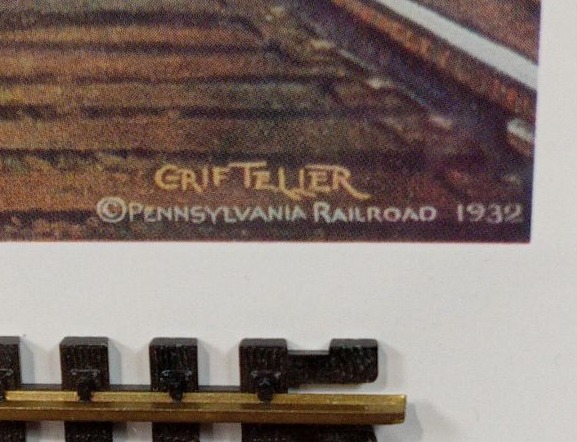 GRIF TELLER
©PENNSYLVANIA RAILROAD 1932